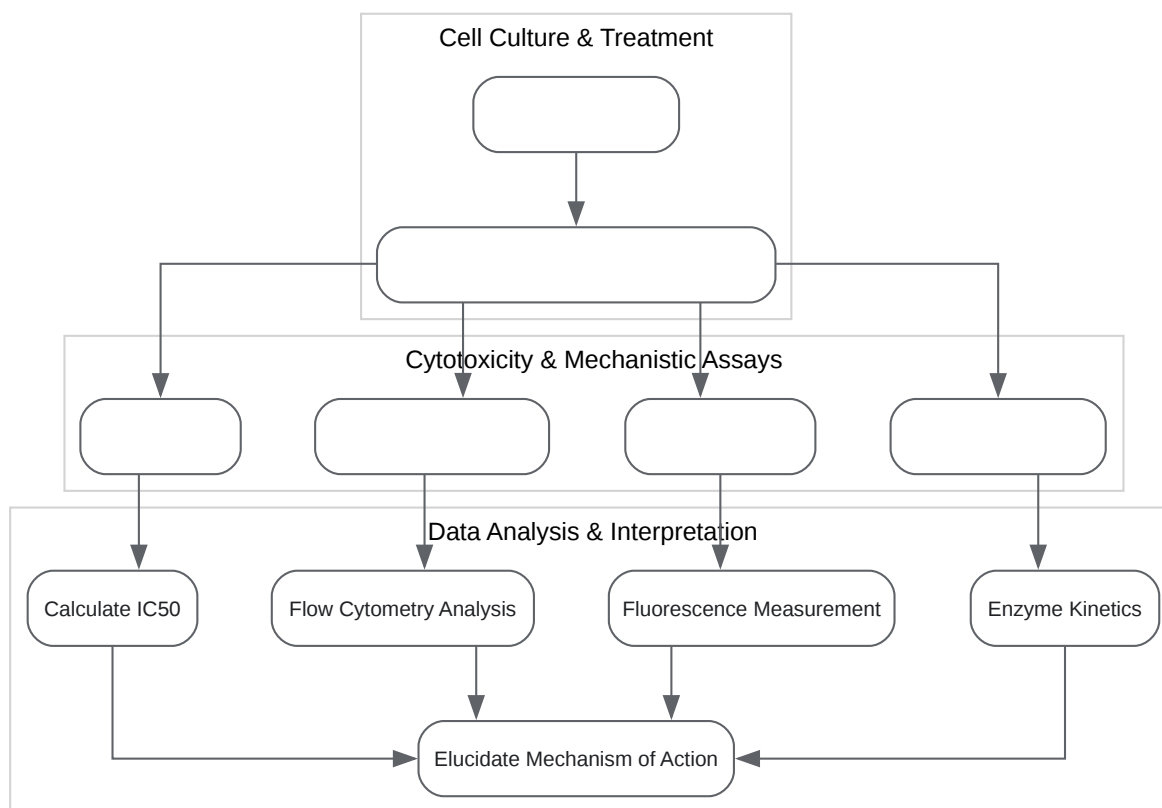 Cell Culture & Treatment
Cytotoxicity & Mechanistic Assays
Data Analysis & Interpretation
Calculate IC50
Flow Cytometry Analysis
Fluorescence Measurement
Enzyme Kinetics
Elucidate Mechanism of Action